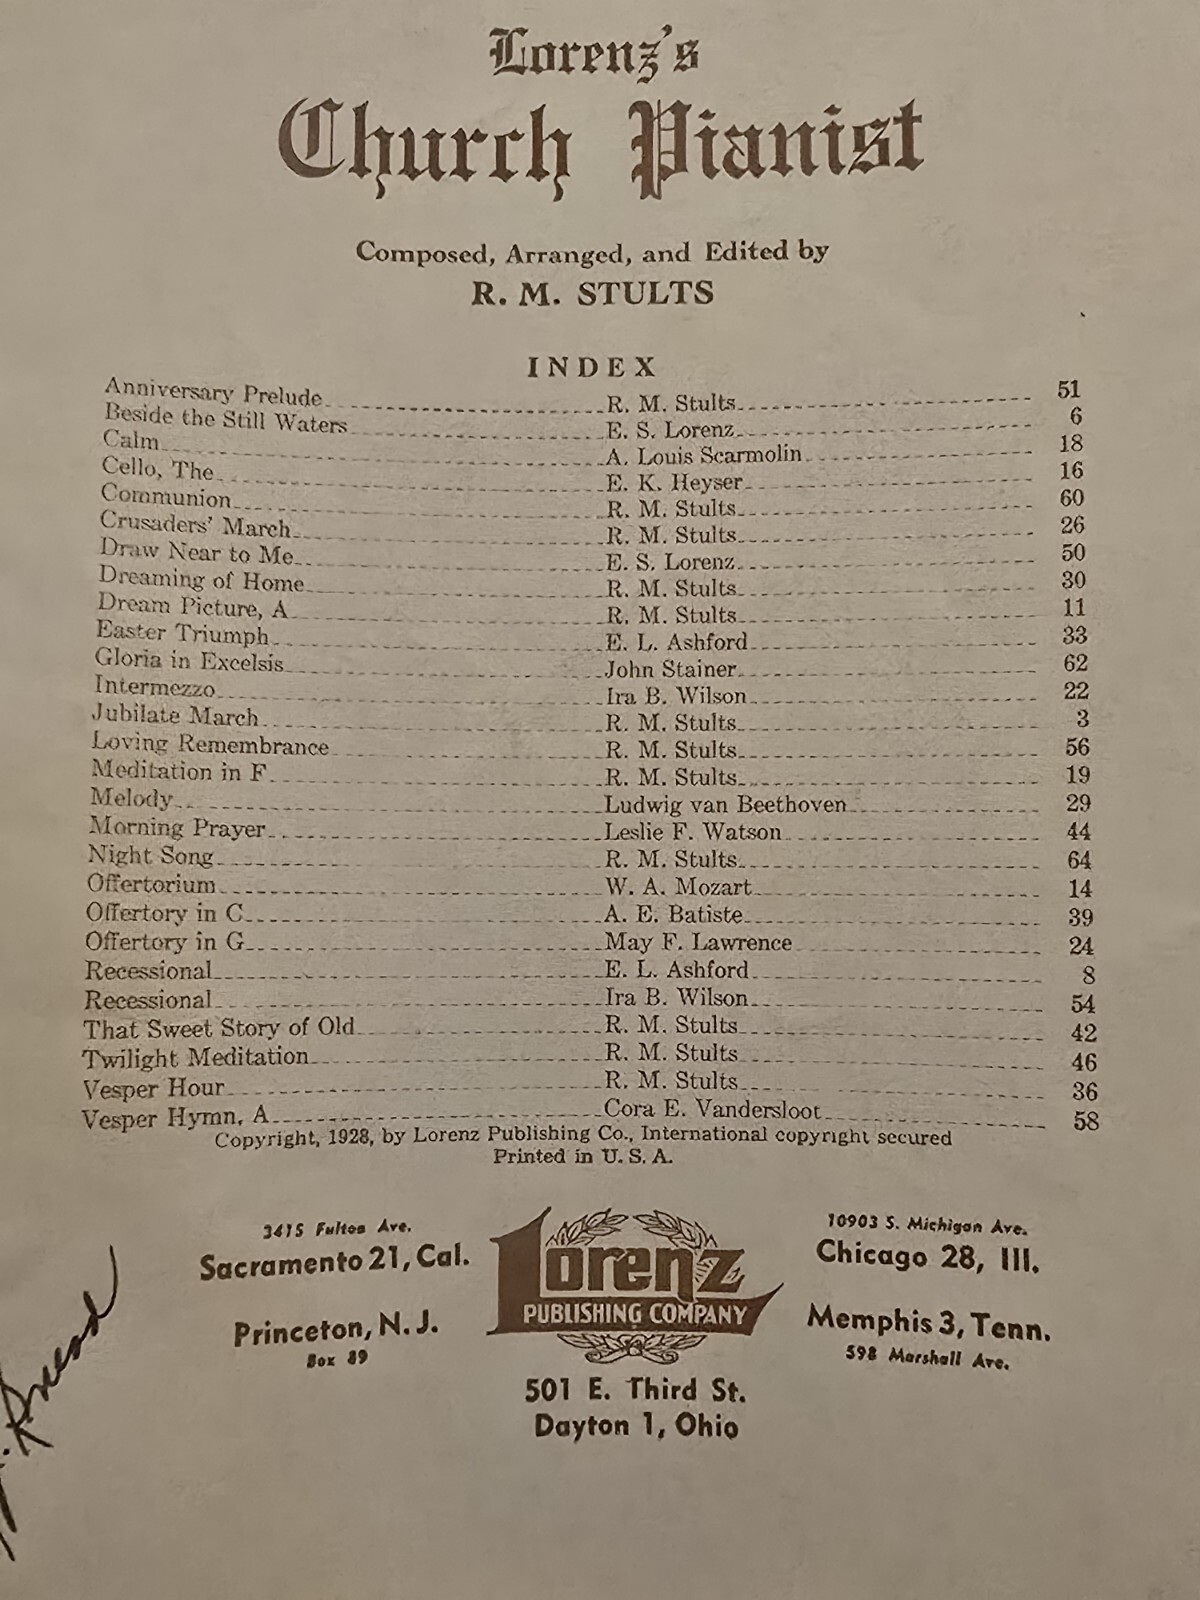 Lorenz's
Church Pianist
Composed, Arranged, and Edited by
R. M. STULTS
INDEX
Anniversary Prelude R. M. Stults 51
Beside the Still Waters E. S. Lorenz 6
Calm A. Louis Scarmolin 18
Cello, The E. K. Heyser 16
Communion R. M. Stults 60
Crusaders' March R. M. Stults 26
Draw Near to Me E. S. Lorenz 50
Dreaming of Home R. M. Stults 30
Dream Picture, A R. M. Stults 11
Easter Triumph E. L. Ashford 33
Gloria in Excelsis John Stainer 62
Intermezzo Ira B. Wilson 22
Jubilate March R. M. Stults 3
Loving Remembrance R. M. Stults 56
Meditation in F R. M. Stults 19
Melody Ludwig van Beethoven 29
Morning Prayer Leslie F. Watson 44
Night Song R. M. Stults 64
Offertorium W. A. Mozart 14
Offertory in C A. E. Batiste 39
Offertory in G May F. Lawrence 24
Recessional E. L. Ashford 8
Recessional Ira B. Wilson 54
That Sweet Story of Old R. M. Stults 42
Twilight Meditation R. M. Stults 46
Vesper Hour R. M. Stults 36
Vesper Hymn, A Cora E. Vandersloot 58
Copyright, 1928, by Lorenz Publishing Co., International copyright secured
Printed in U. S. A.
3415 Fulton Ave.
Sacramento 21, Cal.
Princeton, N. J.
Box 89
Lorenz
PUBLISHING COMPANY
501 E. Third St.
Dayton 1, Ohio
10903 S. Michigan Ave.
Chicago 28, Ill.
Memphis 3, Tenn.
598 Marshall Ave.